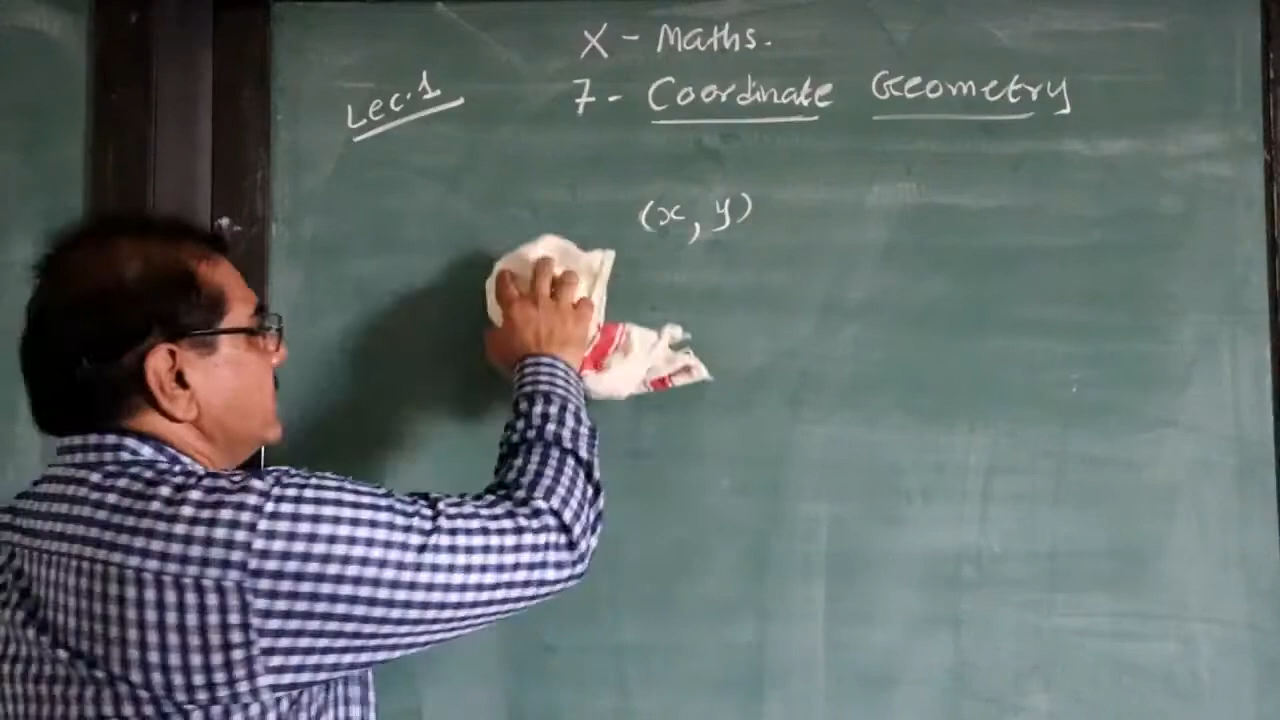 X - Maths.
Lec. 1
7 - Coordinate Geometry
(x, y)